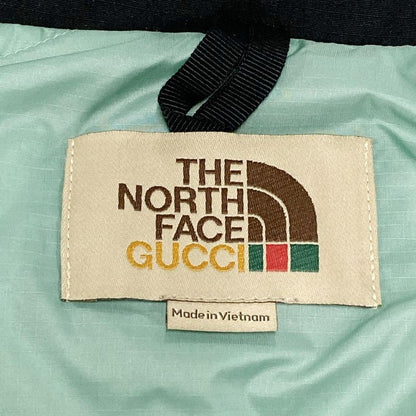 THE
NORTH
FACE
GUCCI
Made in Vietnam